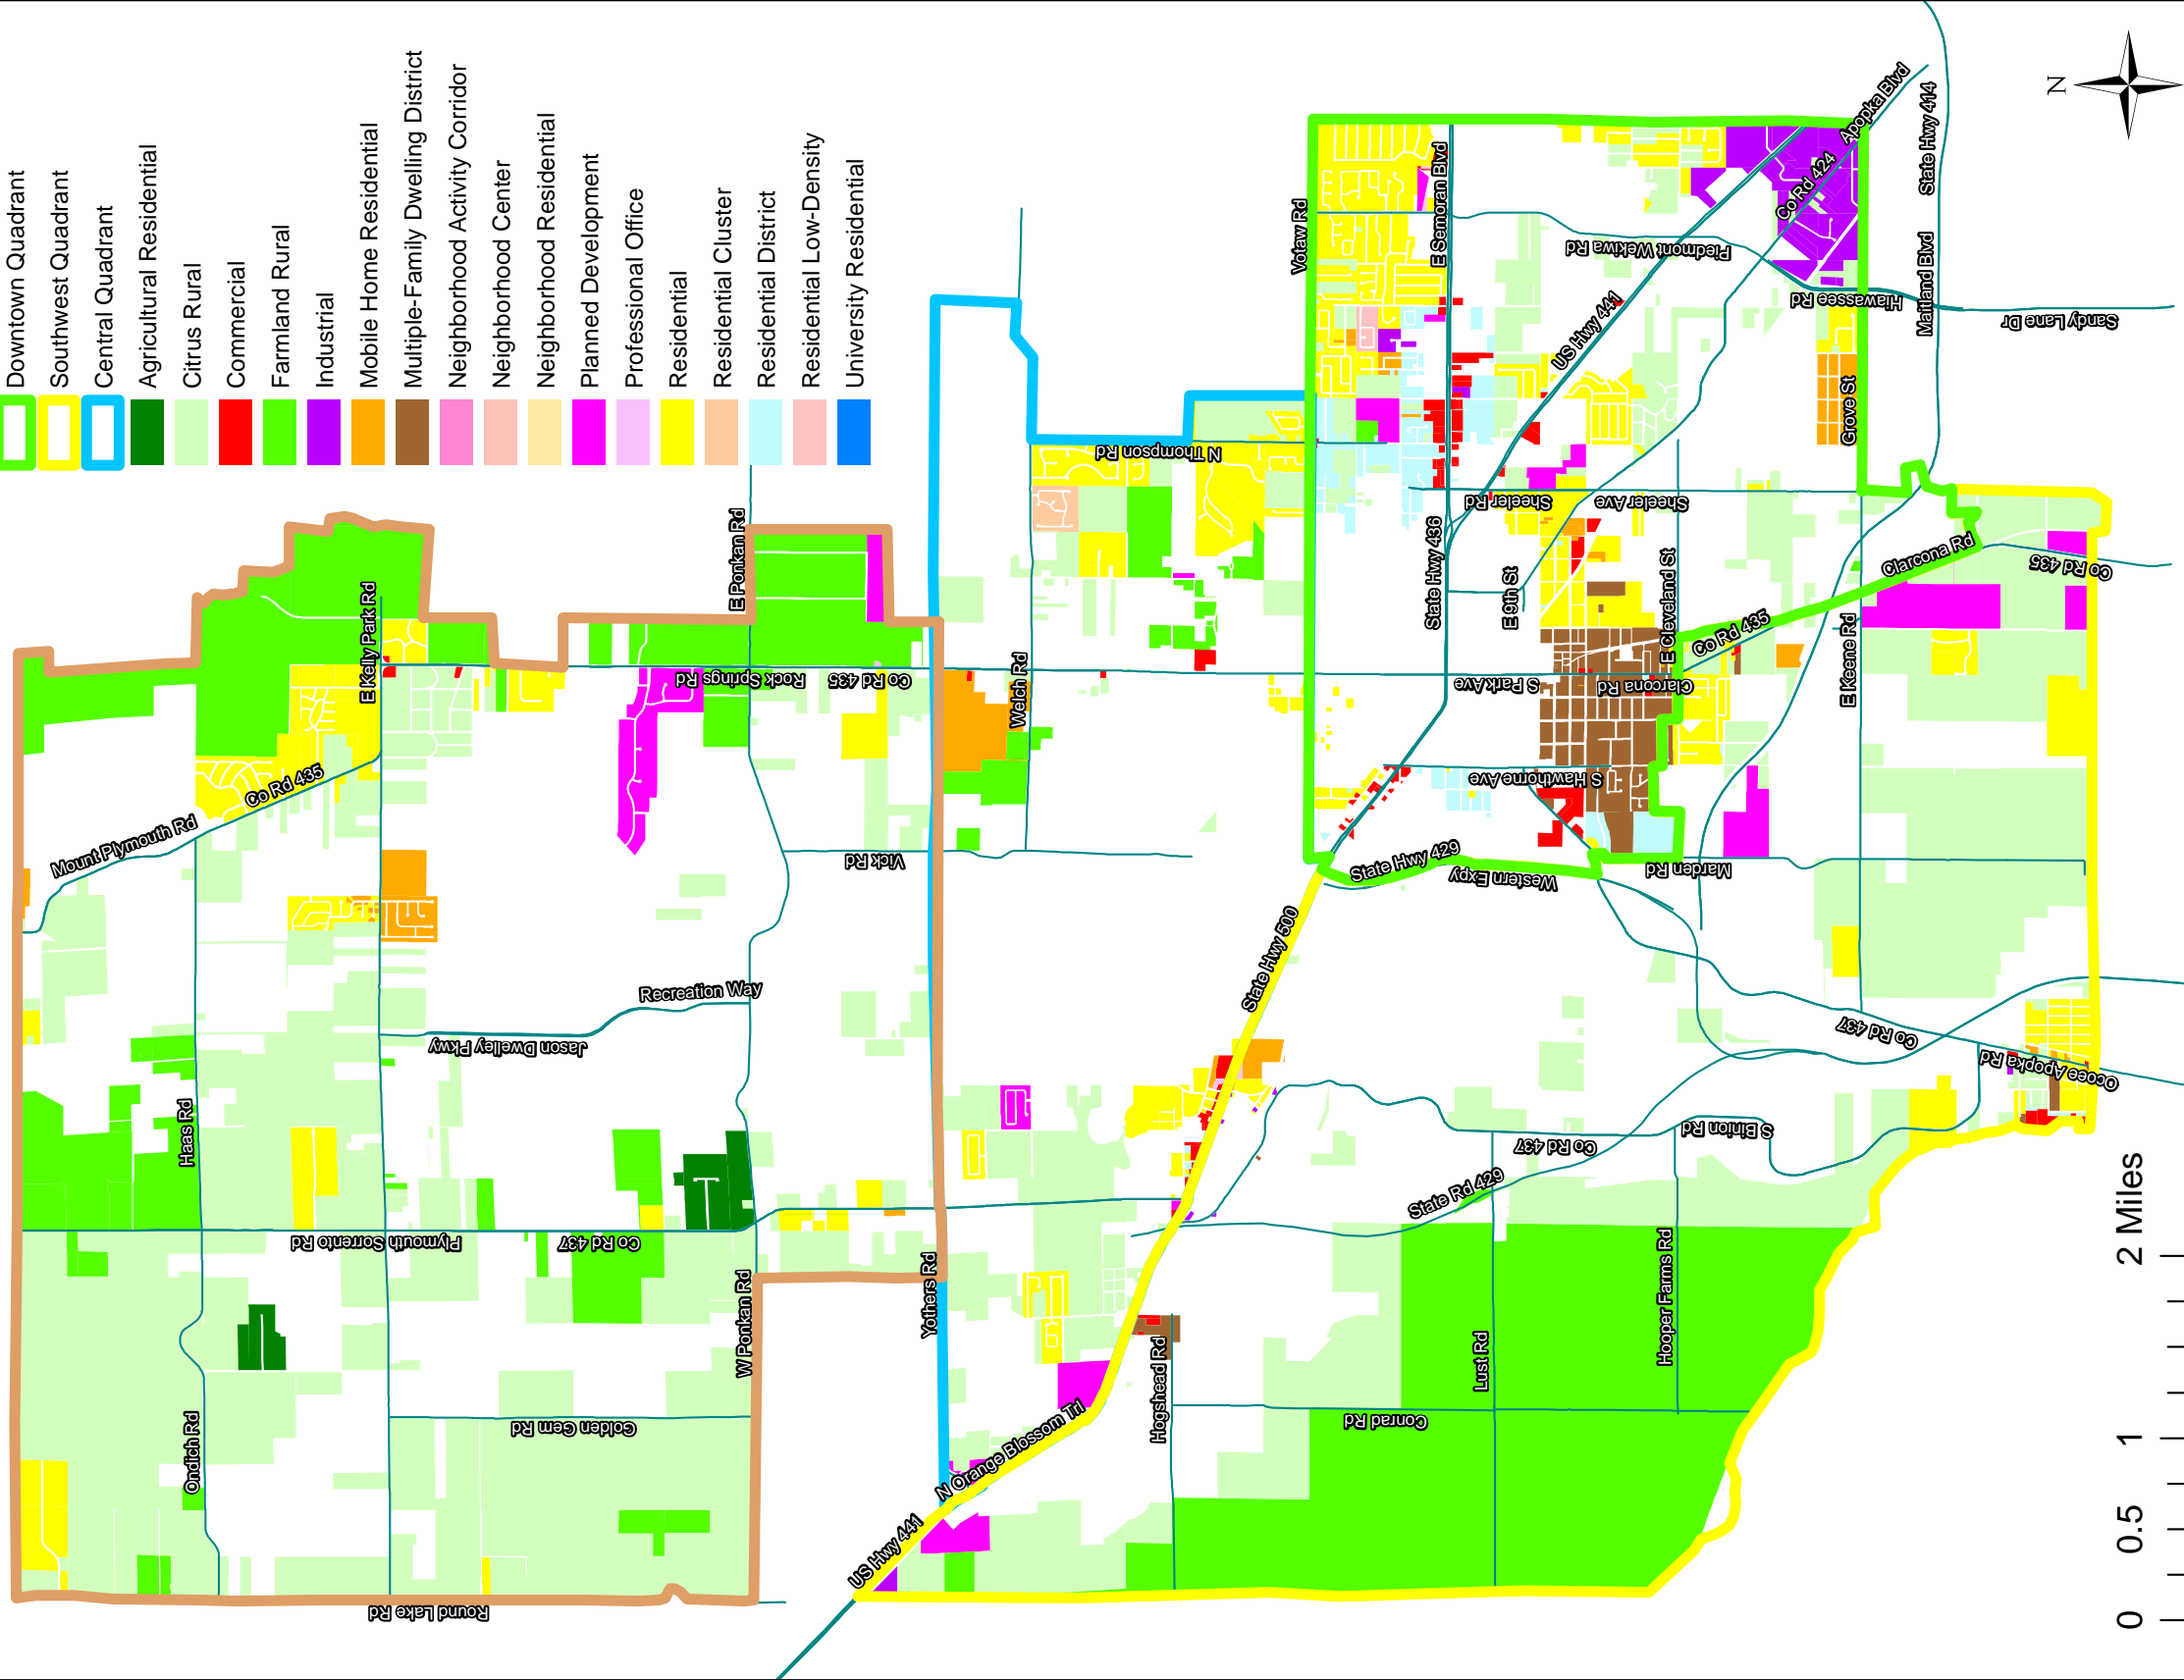 Downtown Quadrant
Southwest Quadrant
Central Quadrant
Agricultural Residential
Citrus Rural
Commercial
Farmland Rural
Industrial
Mobile Home Residential
Multiple-Family Dwelling District
Neighborhood Activity Corridor
Neighborhood Center
Neighborhood Residential
Planned Development
Professional Office
Residential
Residential Cluster
Residential District
Residential Low-Density
University Residential
N
Mount Plymouth Rd
Co Rd 435
E Kelly Park Rd
Haas Rd
Ondich Rd
Round Lake Rd
Plymouth Sorrento Rd
Co Rd 437
Golden Gem Rd
Jason Dwelley Pkwy
Recreation Way
Rock Springs Rd
Co Rd 435
E Ponkan Rd
W Ponkan Rd
Vick Rd
Yothers Rd
Welch Rd
N Thompson Rd
US Hwy 441
N Orange Blossom Trl
Hogshead Rd
State Hwy 500
Conrad Rd
Lust Rd
Hooper Farms Rd
State Rd 429
Co Rd 437
S Binion Rd
Ocoee Apopka Rd
Co Rd 437
State Hwy 429
Western Expy
Marden Rd
S Hawthorne Ave
S Park Ave
Clarcona Rd
E Cleveland St
Co Rd 435
E Keene Rd
Clarcona Rd
Co Rd 435
E 9th St
State Hwy 436
Sheeler Rd
Sheeler Ave
Votaw Rd
E Semoran Blvd
US Hwy 441
Piedmont Wekiwa Rd
Co Rd 424
Apopka Blvd
State Hwy 414
Maitland Blvd
Hiawassee Rd
Sandy Lane Dr
Grove St
0 0.5 1 2 Miles